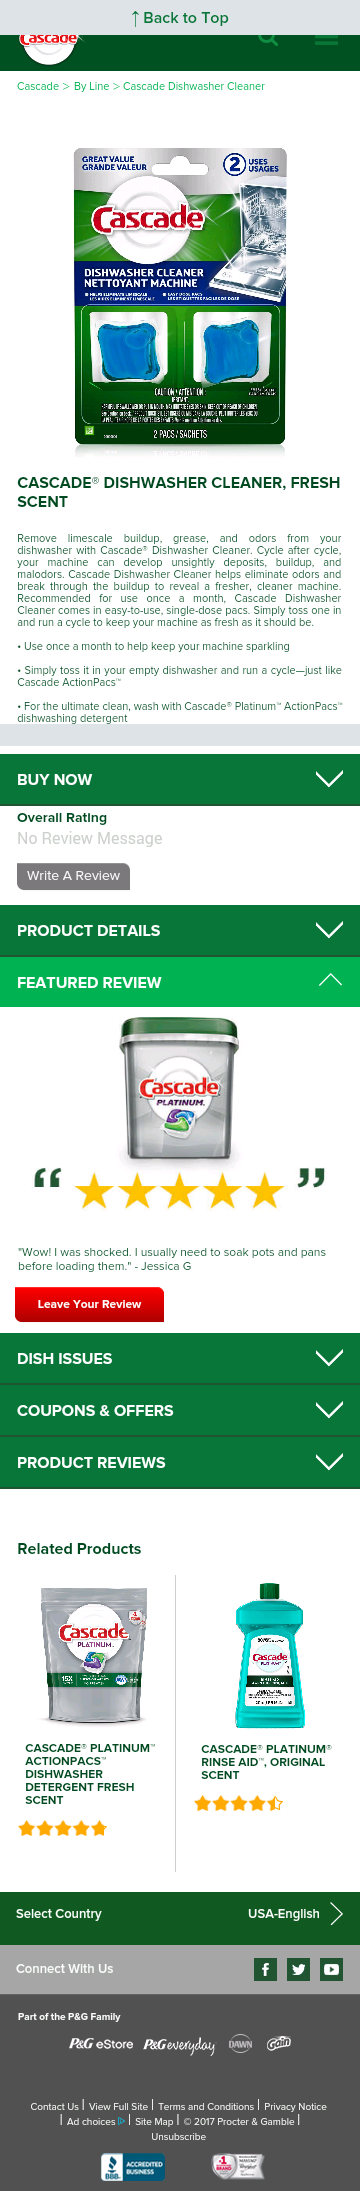 ↑ Back to Top
Cascade
Cascade > By Line > Cascade Dishwasher Cleaner
GREAT VALUE
GRANDE VALEUR
2 USES
USAGES
Cascade
DISHWASHER CLEANER
NETTOYANT MACHINE
• HELPS ELIMINATE LIMESCALE
• EASY DOSE PACS
CAUTION / ATTENTION :
2 PACS / SACHETS
CASCADE® DISHWASHER CLEANER, FRESH
SCENT
Remove limescale buildup, grease, and odors from your
dishwasher with Cascade® Dishwasher Cleaner. Cycle after cycle,
your machine can develop unsightly deposits, buildup, and
malodors. Cascade Dishwasher Cleaner helps eliminate odors and
break through the buildup to reveal a fresher, cleaner machine.
Recommended for use once a month, Cascade Dishwasher
Cleaner comes in easy-to-use, single-dose pacs. Simply toss one in
and run a cycle to keep your machine as fresh as it should be.
• Use once a month to help keep your machine sparkling
• Simply toss it in your empty dishwasher and run a cycle—just like
Cascade ActionPacs™
• For the ultimate clean, wash with Cascade® Platinum™ ActionPacs™
dishwashing detergent
BUY NOW
Overall Rating
No Review Message
Write A Review
PRODUCT DETAILS
FEATURED REVIEW
Cascade
PLATINUM.
“ ”
"Wow! I was shocked. I usually need to soak pots and pans
before loading them." - Jessica G
Leave Your Review
DISH ISSUES
COUPONS & OFFERS
PRODUCT REVIEWS
Related Products
Cascade
PLATINUM
15X
Cascade
CASCADE® PLATINUM™
ACTIONPACS™
DISHWASHER
DETERGENT FRESH
SCENT
CASCADE® PLATINUM®
RINSE AID™, ORIGINAL
SCENT
Select Country USA-English
Connect With Us
Part of the P&G Family
P&G eStore P&G everyday DAWN Gain
Contact Us | View Full Site | Terms and Conditions | Privacy Notice
| Ad choices | Site Map | © 2017 Procter & Gamble |
Unsubscribe
BBB ACCREDITED
BUSINESS
#1 BRAND